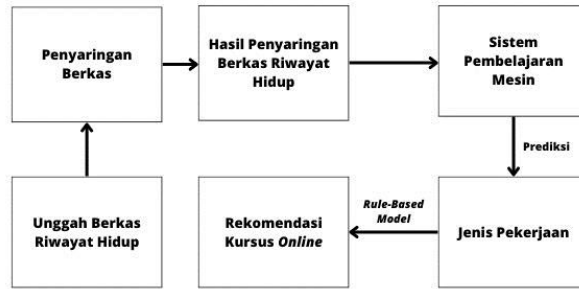 Penyaringan
Berkas
Hasil Penyaringan
Berkas Riwayat
Hidup
Sistem
Pembelajaran
Mesin
Prediksi
Unggah Berkas
Riwayat Hidup
Rekomendasi
Kursus Online
Rule-Based
Model
Jenis Pekerjaan